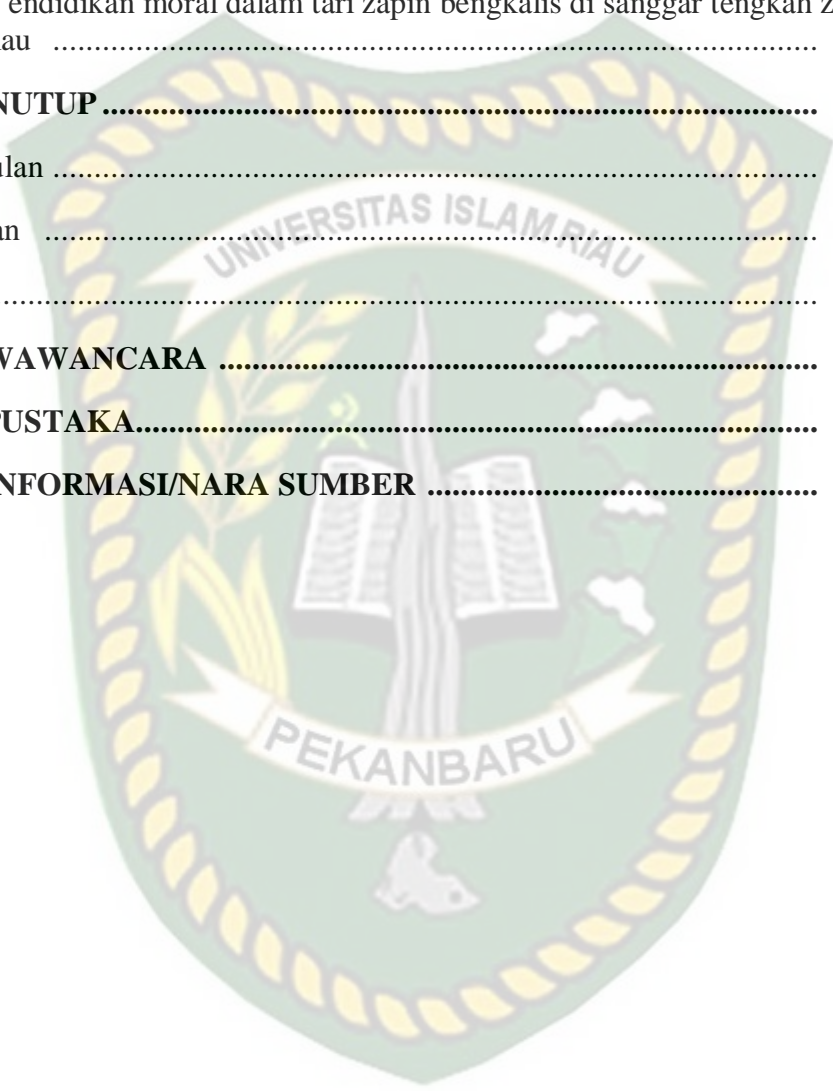 endidikan moral dalam tari zapin bengkalis di sanggar tengkah z
au ..........................................................................................
NUTUP ....................................................................................
ulan ..........................................................................................
an ...........................................................................................
................................................................................................
WAWANCARA ......................................................................
PUSTAKA................................................................................
NFORMASI/NARA SUMBER ..............................................
UNIVERSITAS ISLAM RIAU
PEKANBARU